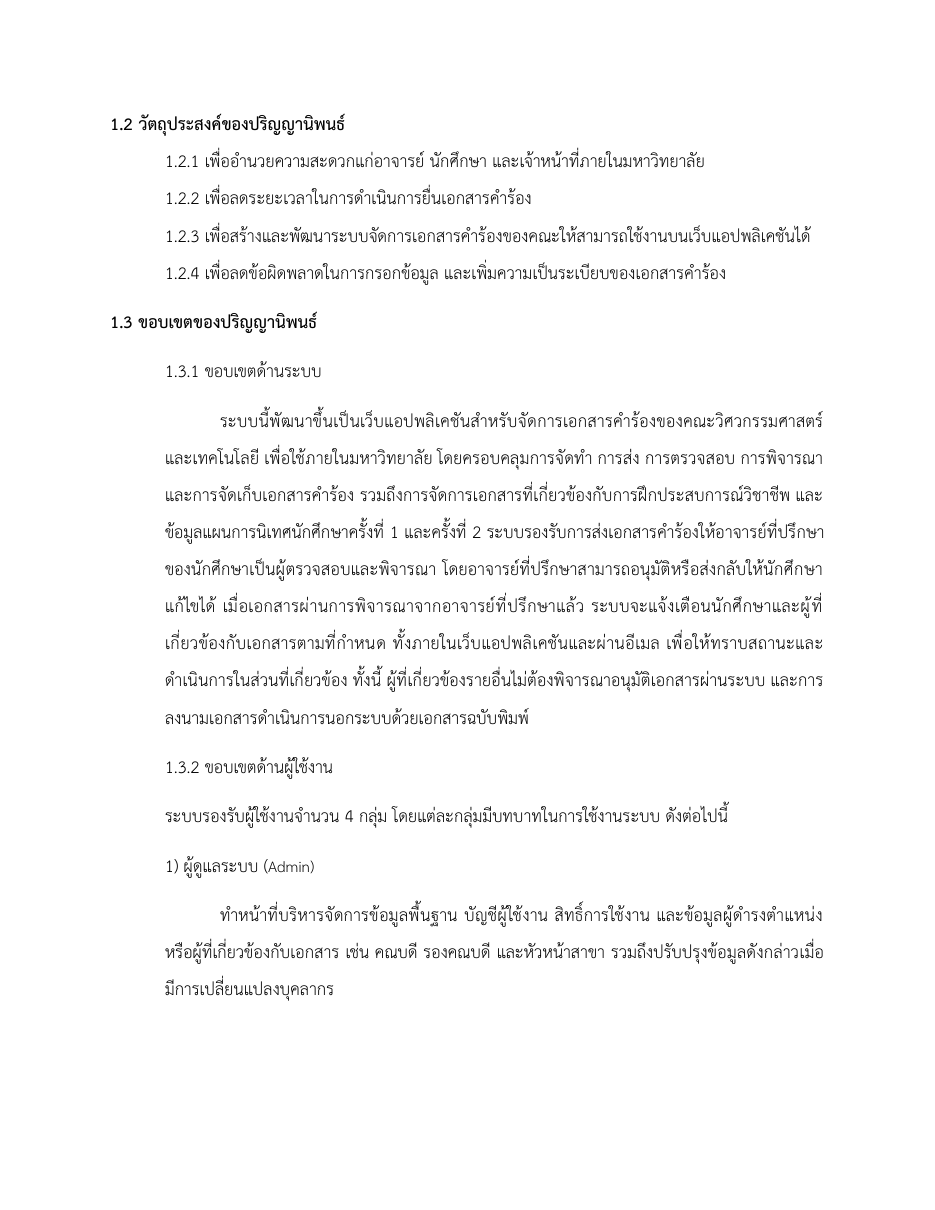 1.2 วัตถุประสงค์ของปริญญานิพนธ์
1.2.1 เพื่ออำนวยความสะดวกแก่อาจารย์ นักศึกษา และเจ้าหน้าที่ภายในมหาวิทยาลัย
1.2.2 เพื่อลดระยะเวลาในการดำเนินการยื่นเอกสารคำร้อง
1.2.3 เพื่อสร้างและพัฒนาระบบจัดการเอกสารคำร้องของคณะให้สามารถใช้งานบนเว็บแอปพลิเคชันได้
1.2.4 เพื่อลดข้อผิดพลาดในการกรอกข้อมูล และเพิ่มความเป็นระเบียบของเอกสารคำร้อง
1.3 ขอบเขตของปริญญานิพนธ์
1.3.1 ขอบเขตด้านระบบ
ระบบนี้พัฒนาขึ้นเป็นเว็บแอปพลิเคชันสำหรับจัดการเอกสารคำร้องของคณะวิศวกรรมศาสตร์
และเทคโนโลยี เพื่อใช้ภายในมหาวิทยาลัย โดยครอบคลุมการจัดทำ การส่ง การตรวจสอบ การพิจารณา
และการจัดเก็บเอกสารคำร้อง รวมถึงการจัดการเอกสารที่เกี่ยวข้องกับการฝึกประสบการณ์วิชาชีพ และ
ข้อมูลแผนการนิเทศนักศึกษาครั้งที่ 1 และครั้งที่ 2 ระบบรองรับการส่งเอกสารคำร้องให้อาจารย์ที่ปรึกษา
ของนักศึกษาเป็นผู้ตรวจสอบและพิจารณา โดยอาจารย์ที่ปรึกษาสามารถอนุมัติหรือส่งกลับให้นักศึกษา
แก้ไขได้ เมื่อเอกสารผ่านการพิจารณาจากอาจารย์ที่ปรึกษาแล้ว ระบบจะแจ้งเตือนนักศึกษาและผู้ที่
เกี่ยวข้องกับเอกสารตามที่กำหนด ทั้งภายในเว็บแอปพลิเคชันและผ่านอีเมล เพื่อให้ทราบสถานะและ
ดำเนินการในส่วนที่เกี่ยวข้อง ทั้งนี้ ผู้ที่เกี่ยวข้องรายอื่นไม่ต้องพิจารณาอนุมัติเอกสารผ่านระบบ และการ
ลงนามเอกสารดำเนินการนอกระบบด้วยเอกสารฉบับพิมพ์
1.3.2 ขอบเขตด้านผู้ใช้งาน
ระบบรองรับผู้ใช้งานจำนวน 4 กลุ่ม โดยแต่ละกลุ่มมีบทบาทในการใช้งานระบบ ดังต่อไปนี้
1) ผู้ดูแลระบบ (Admin)
ทำหน้าที่บริหารจัดการข้อมูลพื้นฐาน บัญชีผู้ใช้งาน สิทธิ์การใช้งาน และข้อมูลผู้ดำรงตำแหน่ง
หรือผู้ที่เกี่ยวข้องกับเอกสาร เช่น คณบดี รองคณบดี และหัวหน้าสาขา รวมถึงปรับปรุงข้อมูลดังกล่าวเมื่อ
มีการเปลี่ยนแปลงบุคลากร